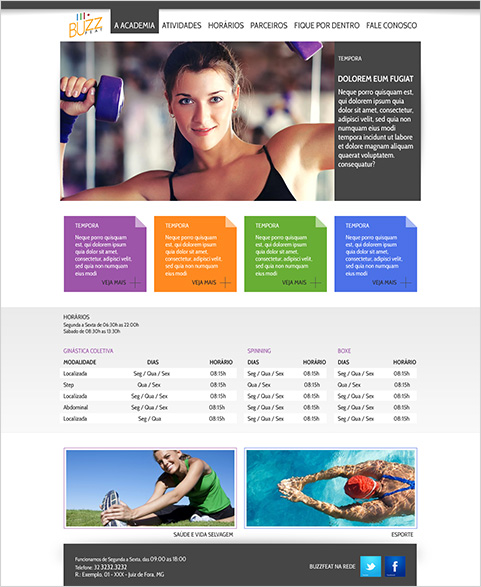 BUZZ
FEAT
A ACADEMIA ATIVIDADES HORÁRIOS PARCEIROS FIQUE POR DENTRO FALE CONOSCO
TEMPORA
DOLOREM EUM FUGIAT
Neque porro quisquam
est, qui dolorem ipsum quia
dolor sit amet, consectetur,
adipisci velit, sed quia non
numquam eius modi
tempora incidunt ut labore
et dolore magnam aliquam
quaerat voluptatem.
consequatur?
TEMPORA
Neque porro quisquam
est, qui dolorem ipsum
quia dolor sit amet,
consectetur, adipisci velit,
sed quia non numquam
eius modi
VEJA MAIS
TEMPORA
Neque porro quisquam
est, qui dolorem ipsum
quia dolor sit amet,
consectetur, adipisci velit,
sed quia non numquam
eius modi
VEJA MAIS
TEMPORA
Neque porro quisquam
est, qui dolorem ipsum
quia dolor sit amet,
consectetur, adipisci velit,
sed quia non numquam
eius modi
VEJA MAIS
TEMPORA
Neque porro quisquam
est, qui dolorem ipsum
quia dolor sit amet,
consectetur, adipisci velit,
sed quia non numquam
eius modi
VEJA MAIS
HORÁRIOS
Segunda a Sexta de 06:30h as 22:00h
Sábado de 08:30h as 13:30h
GINÁSTICA COLETIVA SPINNING BOXE
MODALIDADE DIAS HORÁRIO DIAS HORÁRIO DIAS HORÁRIO
Localizada Seg / Qua / Sex 08:15h Seg / Qua / Sex 08:15h Seg / Qua / Sex 08:15h
Step Qua / Sex 08:15h Qua / Sex 08:15h Qua / Sex 08:15h
Localizada Seg / Qua / Sex 08:15h Seg / Qua / Sex 08:15h Seg / Qua / Sex 08:15h
Abdominal Seg / Qua / Sex 08:15h Seg / Qua / Sex 08:15h Seg / Qua / Sex 08:15h
Localizada Seg / Qua 08:15h Seg / Qua / Sex 08:15h Seg / Qua / Sex 08:15h
SAÚDE E VIDA SELVAGEM ESPORTE
Funcionamos de Segunda a Sexta, das 09:00 às 18:00
Telefone: 32 3232.3232
R.: Exemplo, 01 - XXX - Juiz de Fora, MG
BUZZFEAT NA REDE